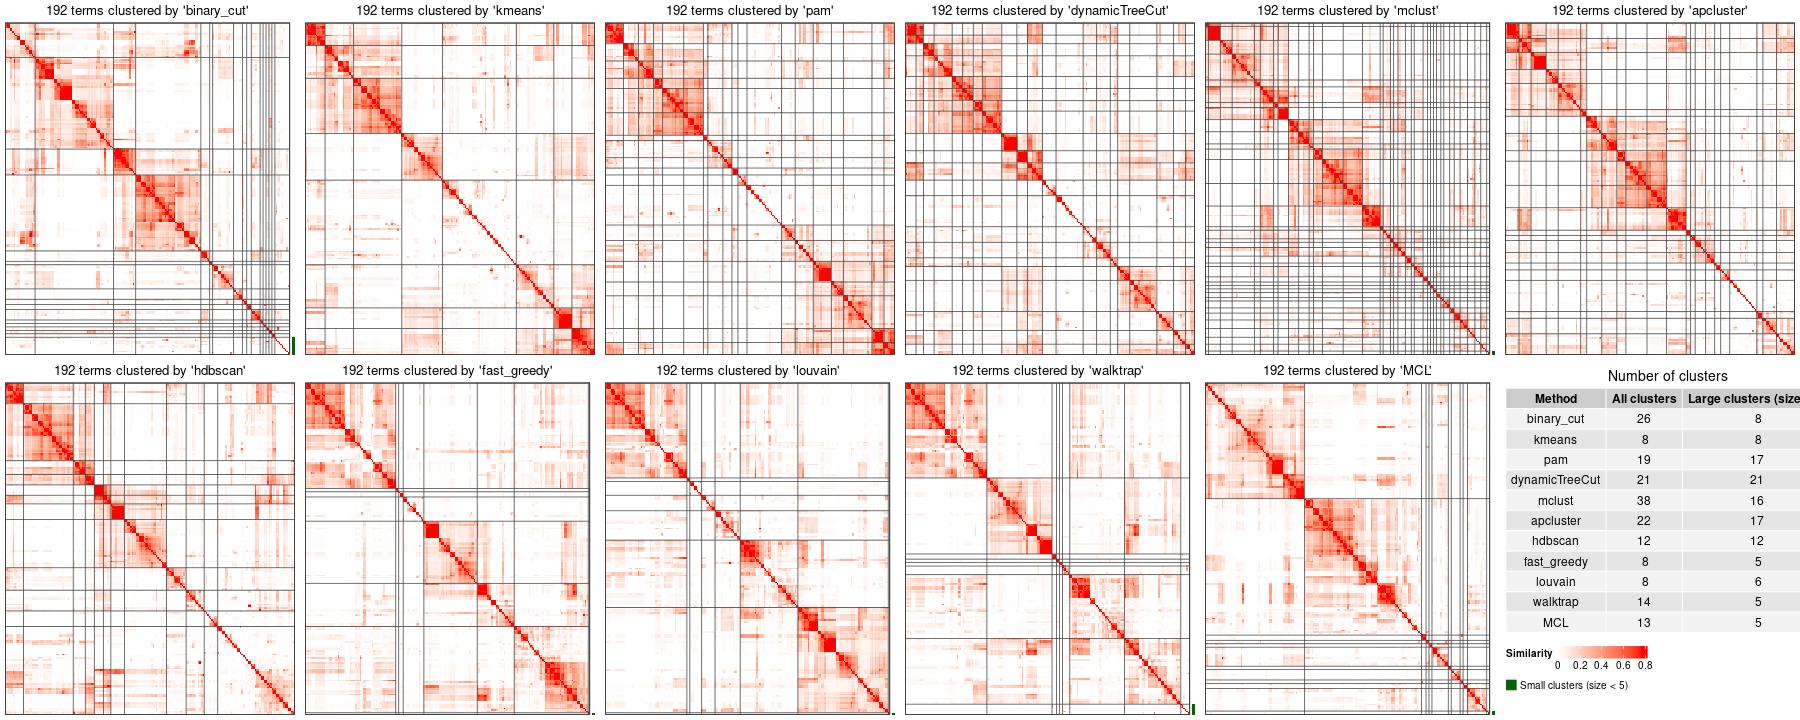 192 terms clustered by 'binary_cut'
192 terms clustered by 'kmeans'
192 terms clustered by 'pam'
192 terms clustered by 'dynamicTreeCut'
192 terms clustered by 'mclust'
192 terms clustered by 'apcluster'
192 terms clustered by 'hdbscan'
192 terms clustered by 'fast_greedy'
192 terms clustered by 'louvain'
192 terms clustered by 'walktrap'
192 terms clustered by 'MCL'
Number of clusters
Method All clusters Large clusters (size
binary_cut 26 8
kmeans 8 8
pam 19 17
dynamicTreeCut 21 21
mclust 38 16
apcluster 22 17
hdbscan 12 12
fast_greedy 8 5
louvain 8 6
walktrap 14 5
MCL 13 5
Similarity
0 0.2 0.4 0.6 0.8
Small clusters (size < 5)